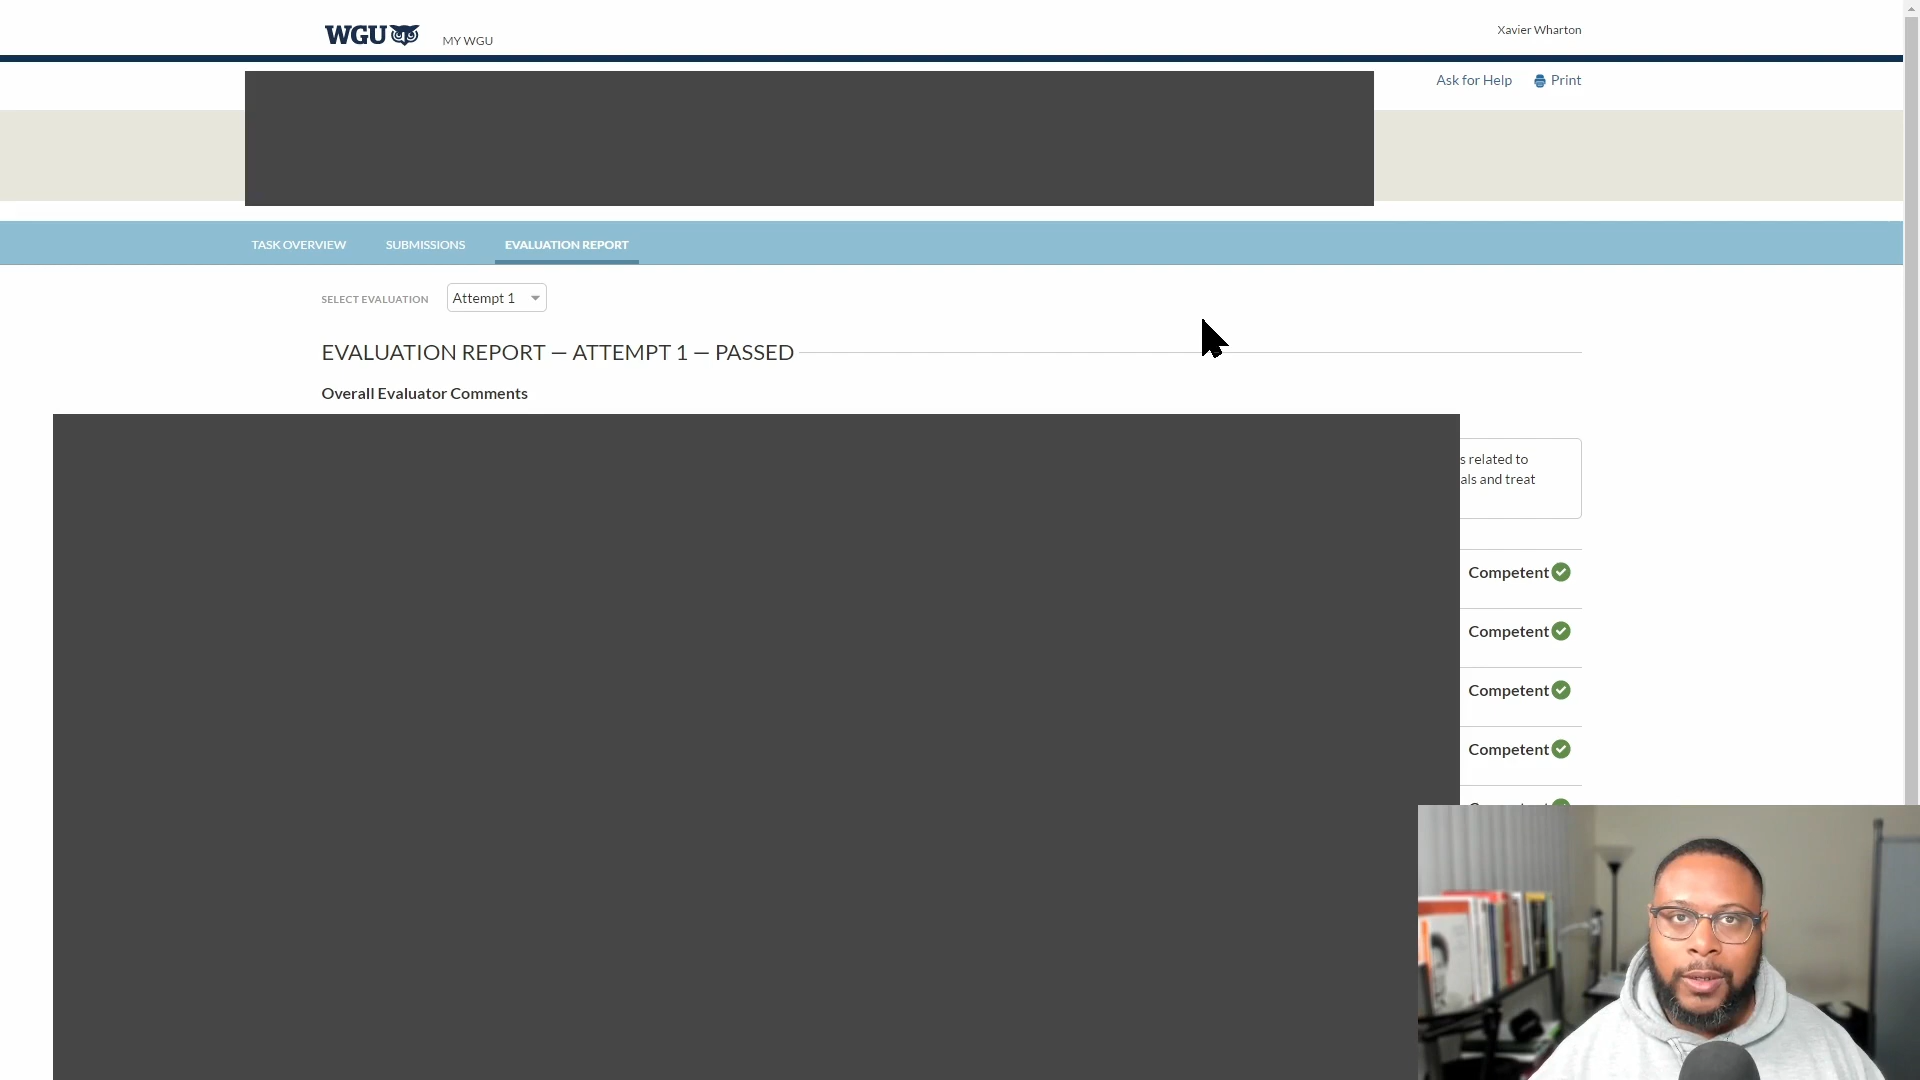 WGU
MY WGU
Xavier Wharton
Ask for Help
Print
TASK OVERVIEW
SUBMISSIONS
EVALUATION REPORT
SELECT EVALUATION
Attempt 1
EVALUATION REPORT — ATTEMPT 1 — PASSED
Overall Evaluator Comments
s related to
als and treat
Competent
Competent
Competent
Competent